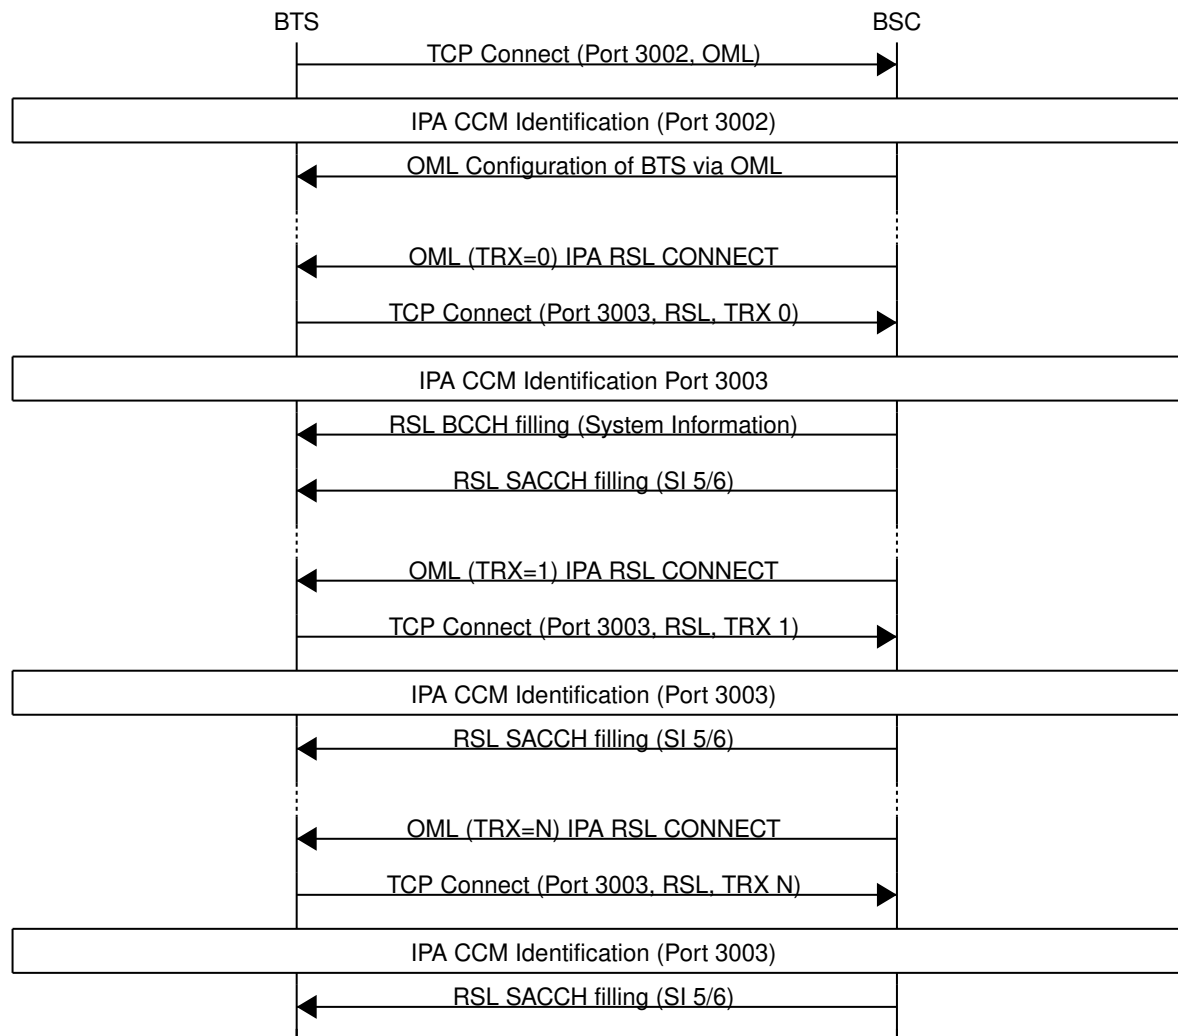 BTS BSC
TCP Connect (Port 3002, OML)
IPA CCM Identification (Port 3002)
OML Configuration of BTS via OML
OML (TRX=0) IPA RSL CONNECT
TCP Connect (Port 3003, RSL, TRX 0)
IPA CCM Identification Port 3003
RSL BCCH filling (System Information)
RSL SACCH filling (SI 5/6)
OML (TRX=1) IPA RSL CONNECT
TCP Connect (Port 3003, RSL, TRX 1)
IPA CCM Identification (Port 3003)
RSL SACCH filling (SI 5/6)
OML (TRX=N) IPA RSL CONNECT
TCP Connect (Port 3003, RSL, TRX N)
IPA CCM Identification (Port 3003)
RSL SACCH filling (SI 5/6)